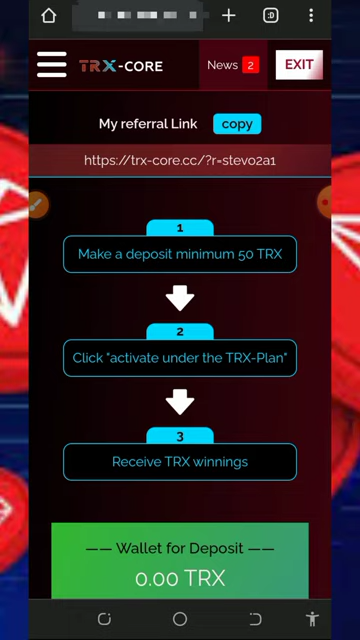 :D
TRX-CORE
News 2
EXIT
My referral Link copy
https://trx-core.cc/?r=stevo2a1
1
Make a deposit minimum 50 TRX
2
Click "activate under the TRX-Plan"
3
Receive TRX winnings
—— Wallet for Deposit ——
0.00 TRX